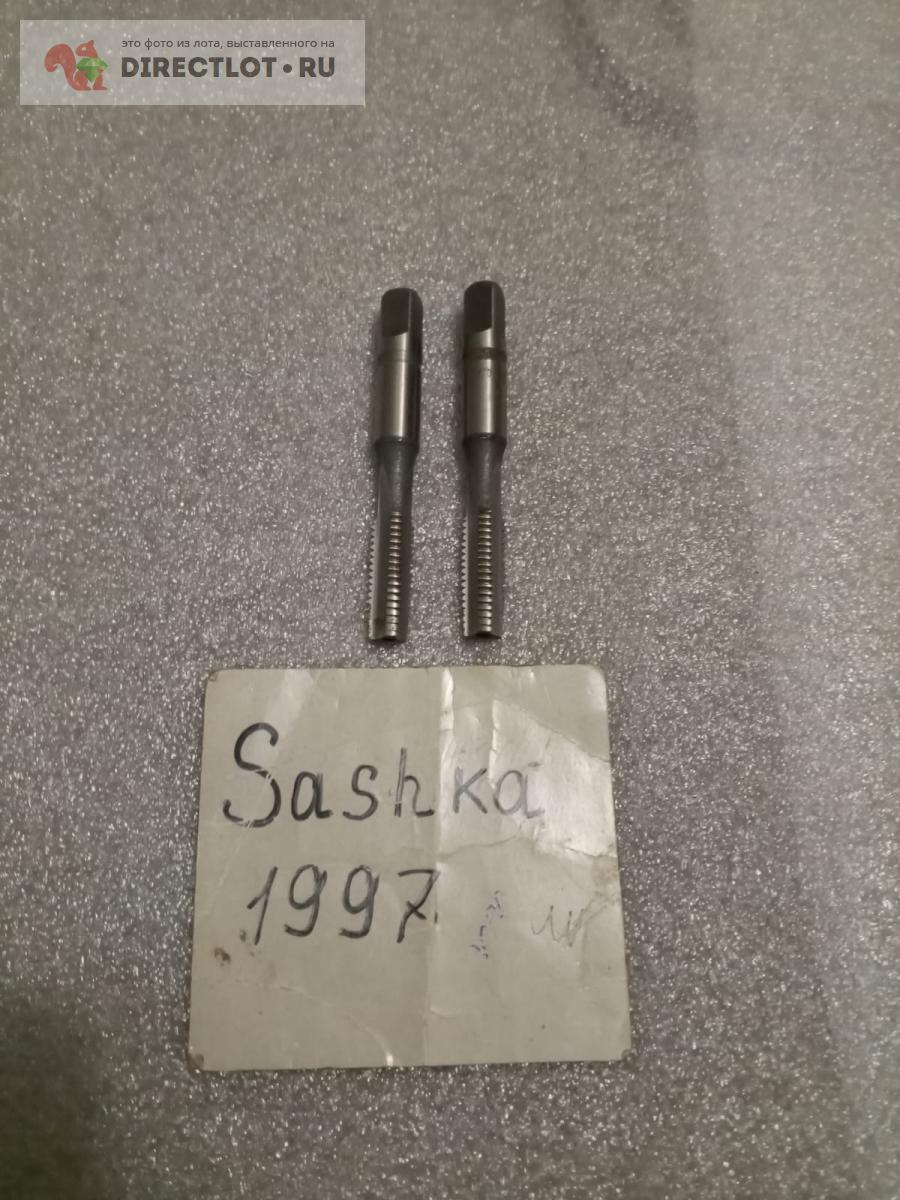 это фото из лота, выставленного на
DIRECTLOT•RU
Sashka
1997